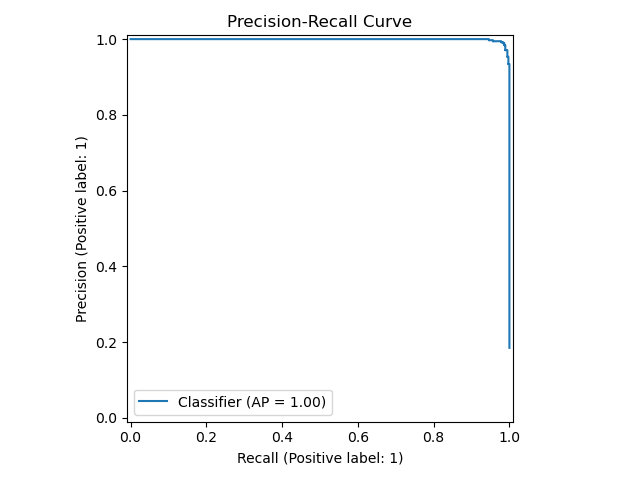 Precision-Recall Curve
Precision (Positive label: 1)
1.0
0.8
0.6
0.4
0.2
0.0
Classifier (AP = 1.00)
0.0 0.2 0.4 0.6 0.8 1.0
Recall (Positive label: 1)